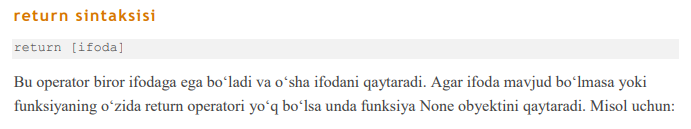 return sintaksisi
return [ifoda]
Bu operator biror ifodaga ega bo‘ladi va o‘sha ifodani qaytaradi. Agar ifoda mavjud bo‘lmasa yoki
funksiyaning o‘zida return operatori yo‘q bo‘lsa unda funksiya None obyektini qaytaradi. Misol uchun: